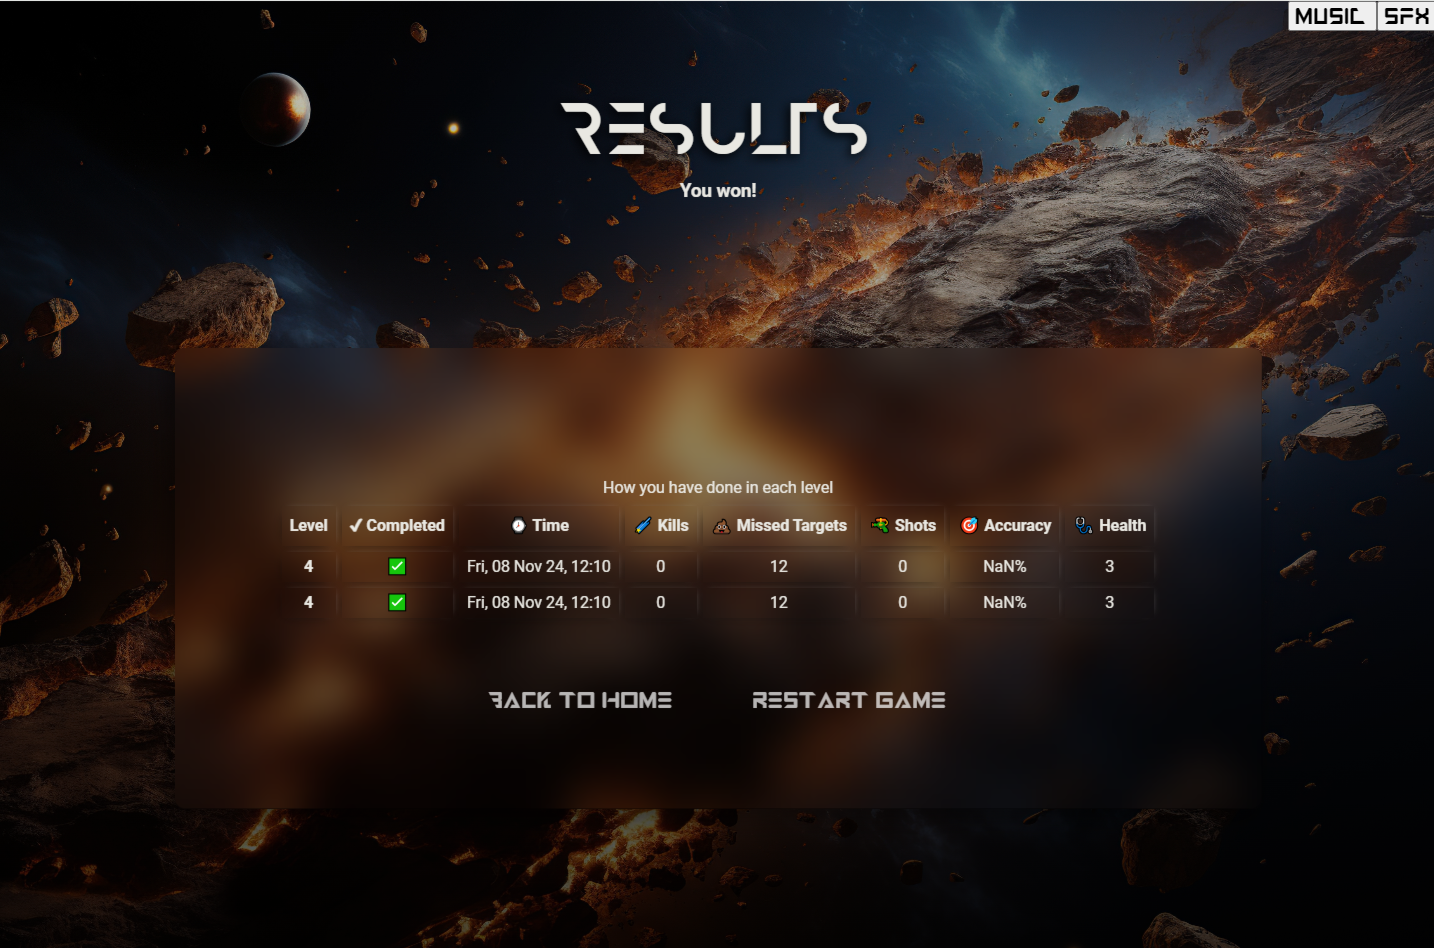 MUSIC SFX
RESULTS
You won!
How you have done in each level
Level ✔ Completed Time Kills Missed Targets Shots Accuracy Health
4 ✅ Fri, 08 Nov 24, 12:10 0 12 0 NaN% 3
4 ✅ Fri, 08 Nov 24, 12:10 0 12 0 NaN% 3
BACK TO HOME RESTART GAME